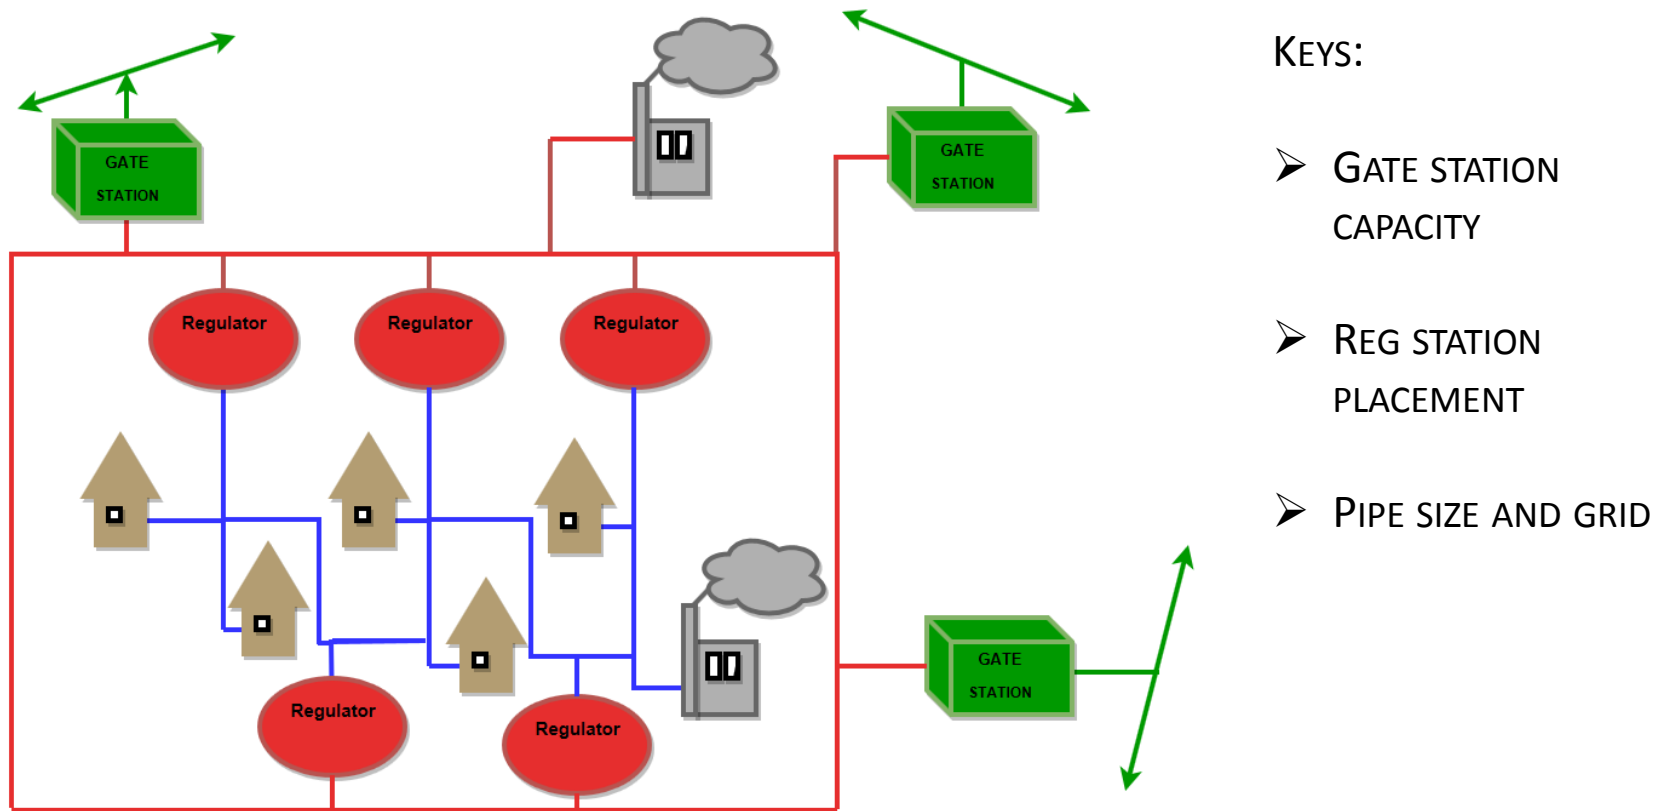 KEYS:
GATE
STATION
GATE
STATION
GATE STATION
CAPACITY
Regulator
Regulator
Regulator
REG STATION
PLACEMENT
PIPE SIZE AND GRID
GATE
STATION
Regulator
Regulator